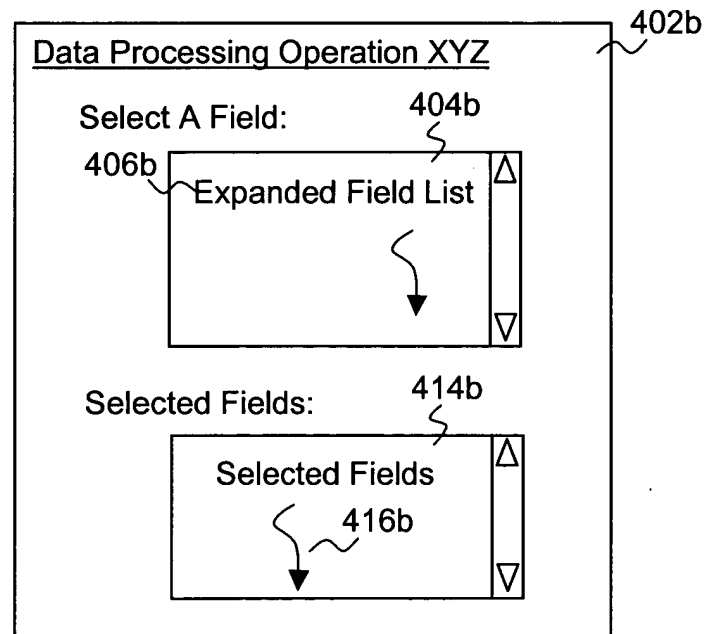 402b
Data Processing Operation XYZ
Select A Field:
404b
406b
Expanded Field List
Selected Fields:
414b
Selected Fields
416b